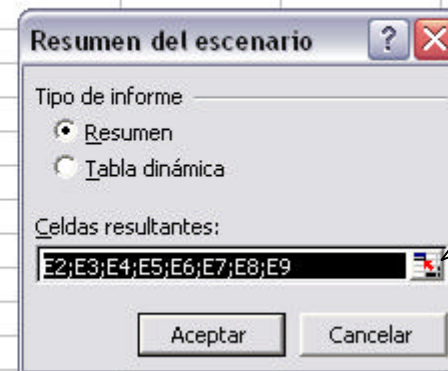 Resumen del escenario
Tipo de informe
Resumen
Tabla dinámica
Celdas resultantes:
E2;E3;E4;E5;E6;E7;E8;E9
Aceptar Cancelar